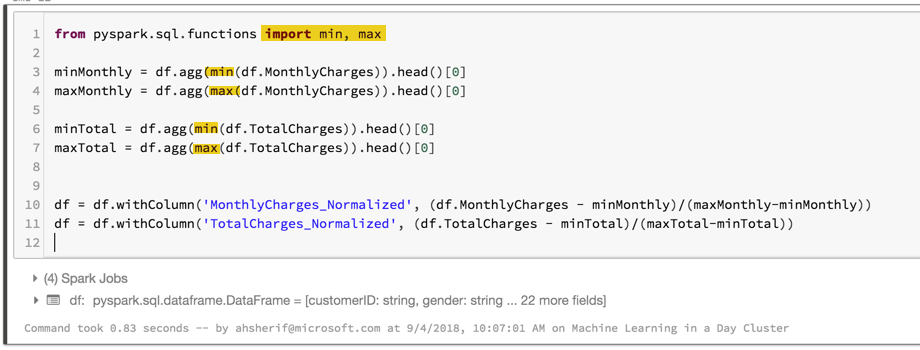 1 from pyspark.sql.functions import min, max
2
3 minMonthly = df.agg(min(df.MonthlyCharges)).head()[0]
4 maxMonthly = df.agg(max(df.MonthlyCharges)).head()[0]
5
6 minTotal = df.agg(min(df.TotalCharges)).head()[0]
7 maxTotal = df.agg(max(df.TotalCharges)).head()[0]
8
9
10 df = df.withColumn('MonthlyCharges_Normalized', (df.MonthlyCharges - minMonthly)/(maxMonthly-minMonthly))
11 df = df.withColumn('TotalCharges_Normalized', (df.TotalCharges - minTotal)/(maxTotal-minTotal))
12
(4) Spark Jobs
df: pyspark.sql.dataframe.DataFrame = [customerID: string, gender: string ... 22 more fields]
Command took 0.83 seconds -- by ahsherif@microsoft.com at 9/4/2018, 10:07:01 AM on Machine Learning in a Day Cluster